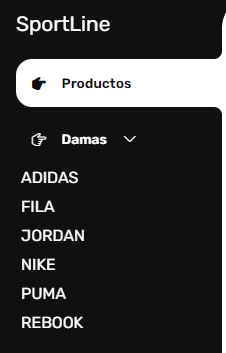 SportLine
Productos
Damas
ADIDAS
FILA
JORDAN
NIKE
PUMA
REBOOK